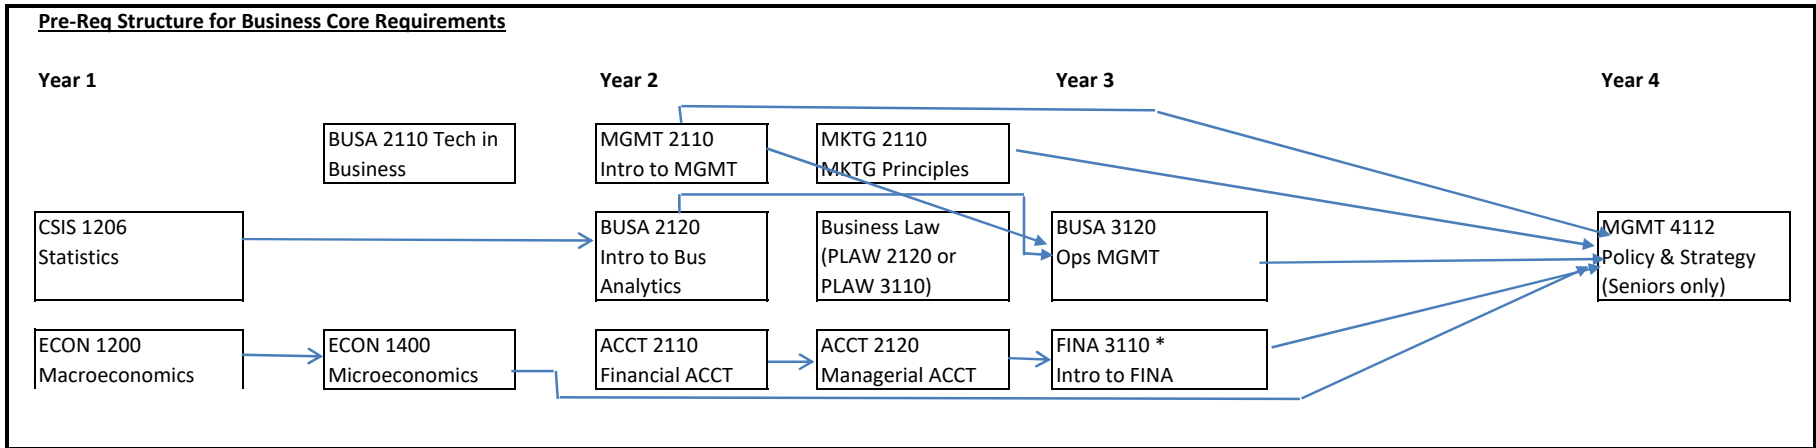 Pre-Req Structure for Business Core Requirements
Year 1
Year 2
Year 3
Year 4
BUSA 2110 Tech in
Business
MGMT 2110
Intro to MGMT
MKTG 2110
MKTG Principles
CSIS 1206
Statistics
BUSA 2120
Intro to Bus
Analytics
Business Law
(PLAW 2120 or
PLAW 3110)
BUSA 3120
Ops MGMT
MGMT 4112
Policy & Strategy
(Seniors only)
ECON 1200
Macroeconomics
ECON 1400
Microeconomics
ACCT 2110
Financial ACCT
ACCT 2120
Managerial ACCT
FINA 3110 *
Intro to FINA